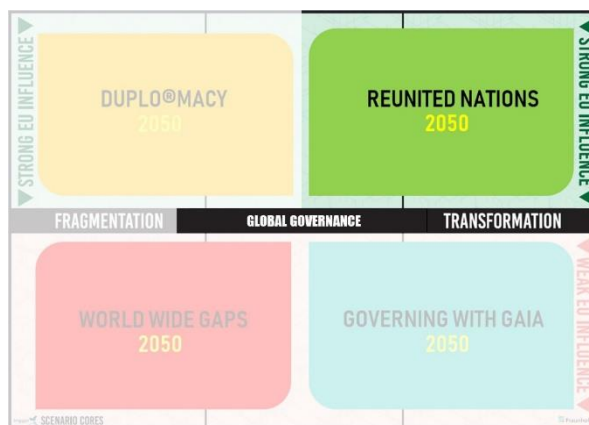 STRONG EU INFLUENCE
DUPLO®MACY
2050
REUNITED NATIONS
2050
STRONG EU INFLUENCE
FRAGMENTATION
GLOBAL GOVERNANCE
TRANSFORMATION
WORLD WIDE GAPS
2050
GOVERNING WITH GAIA
2050
WEAK EU INFLUENCE
SCENARIO CORES